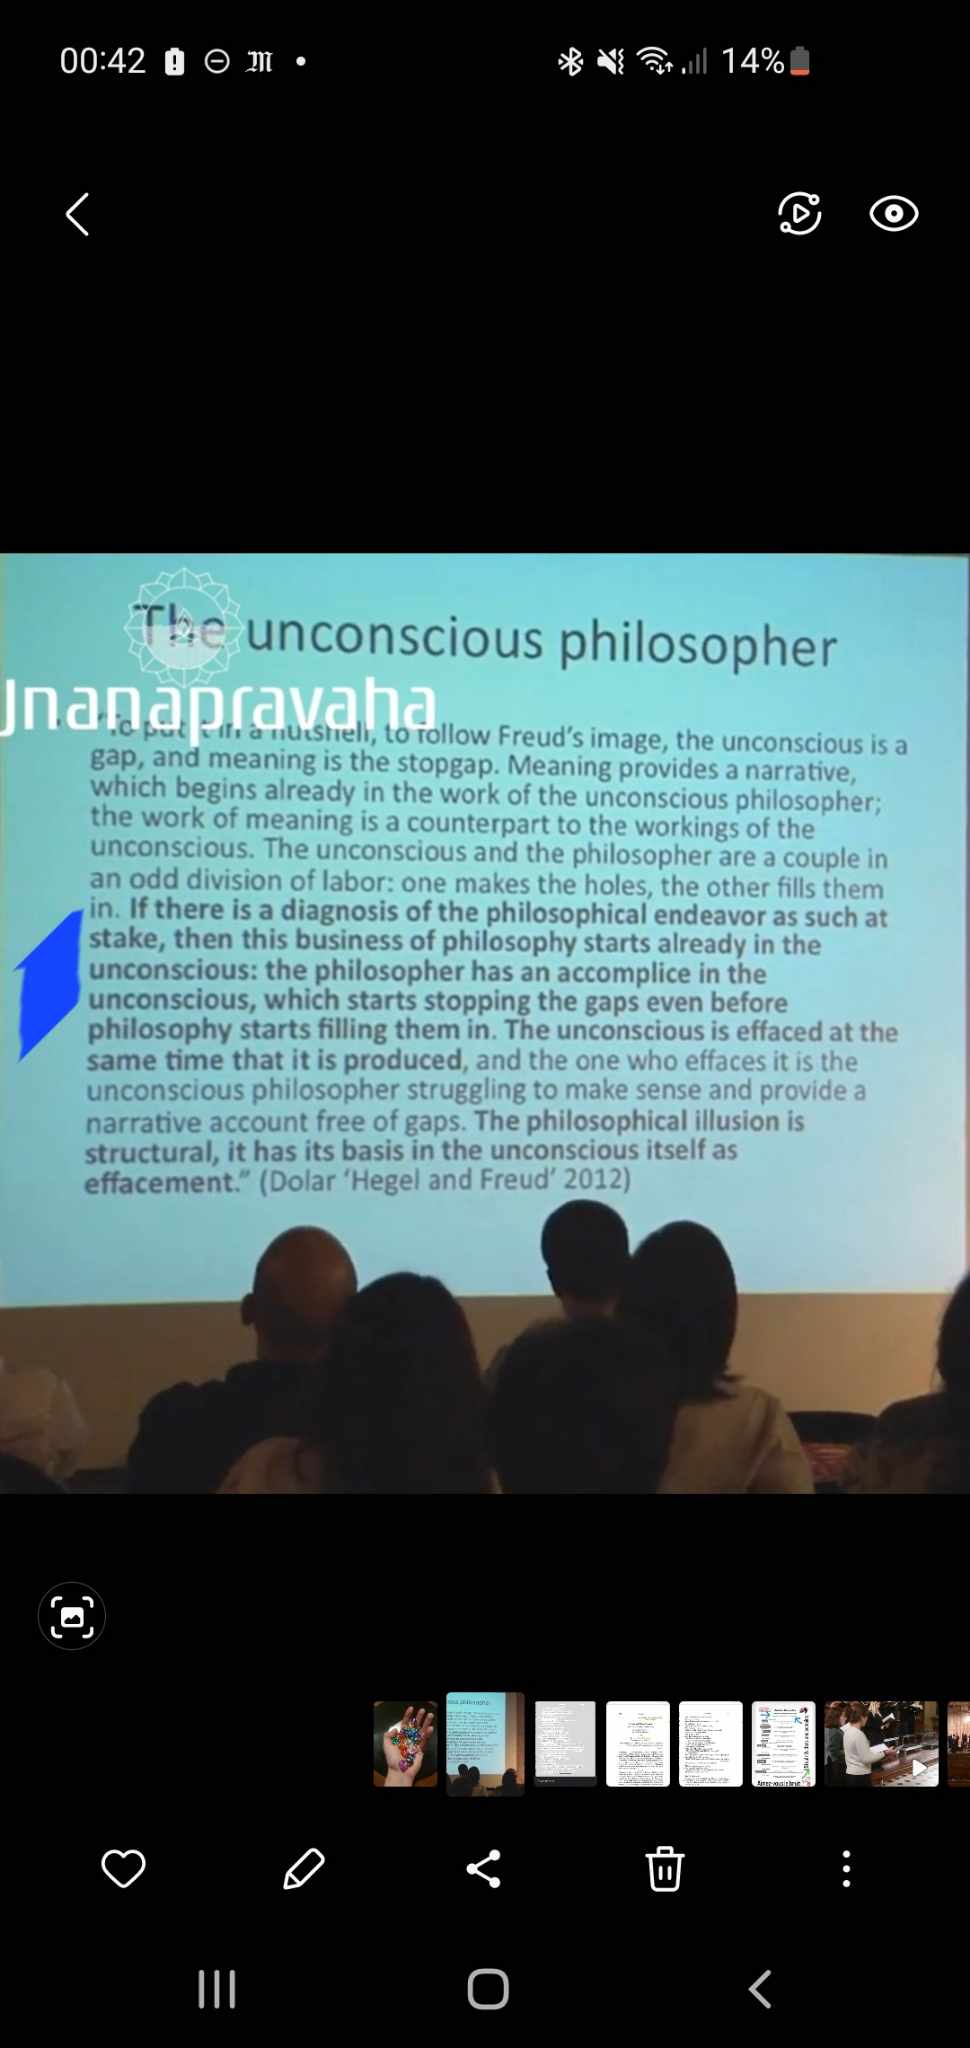 00:42
14%
The unconscious philosopher
Jnanapravaha
"To put it in a nutshell, to follow Freud's image, the unconscious is a
gap, and meaning is the stopgap. Meaning provides a narrative,
which begins already in the work of the unconscious philosopher;
the work of meaning is a counterpart to the workings of the
unconscious. The unconscious and the philosopher are a couple in
an odd division of labor: one makes the holes, the other fills them
in. If there is a diagnosis of the philosophical endeavor as such at
stake, then this business of philosophy starts already in the
unconscious: the philosopher has an accomplice in the
unconscious, which starts stopping the gaps even before
philosophy starts filling them in. The unconscious is effaced at the
same time that it is produced, and the one who effaces it is the
unconscious philosopher struggling to make sense and provide a
narrative account free of gaps. The philosophical illusion is
structural, it has its basis in the unconscious itself as
effacement." (Dolar 'Hegel and Freud' 2012)